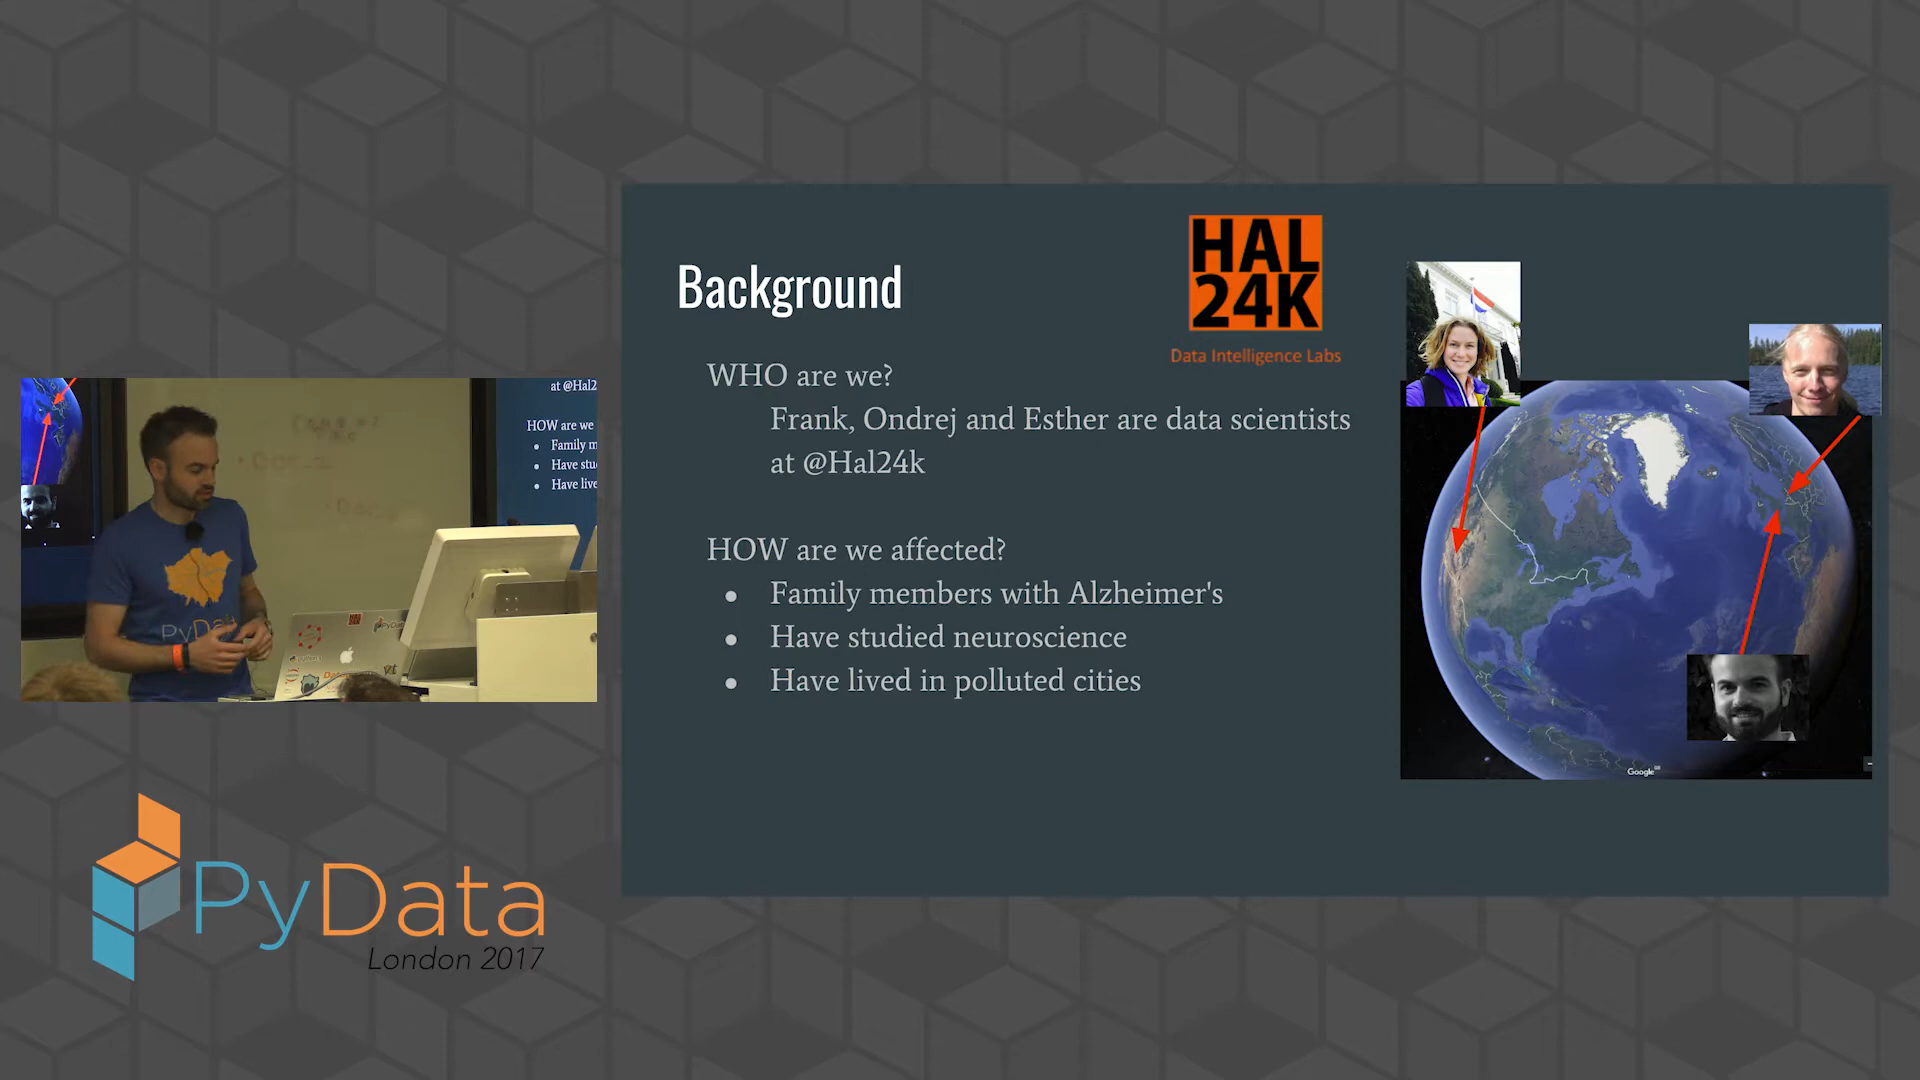 HAL
24K
Data Intelligence Labs
Background
WHO are we?
Frank, Ondrej and Esther are data scientists
at @Hal24k
HOW are we affected?
● Family members with Alzheimer's
● Have studied neuroscience
● Have lived in polluted cities
Google
at @Hal2
HOW are we
● Family m
● Have stu
● Have live
PyDa
PyData
London 2017